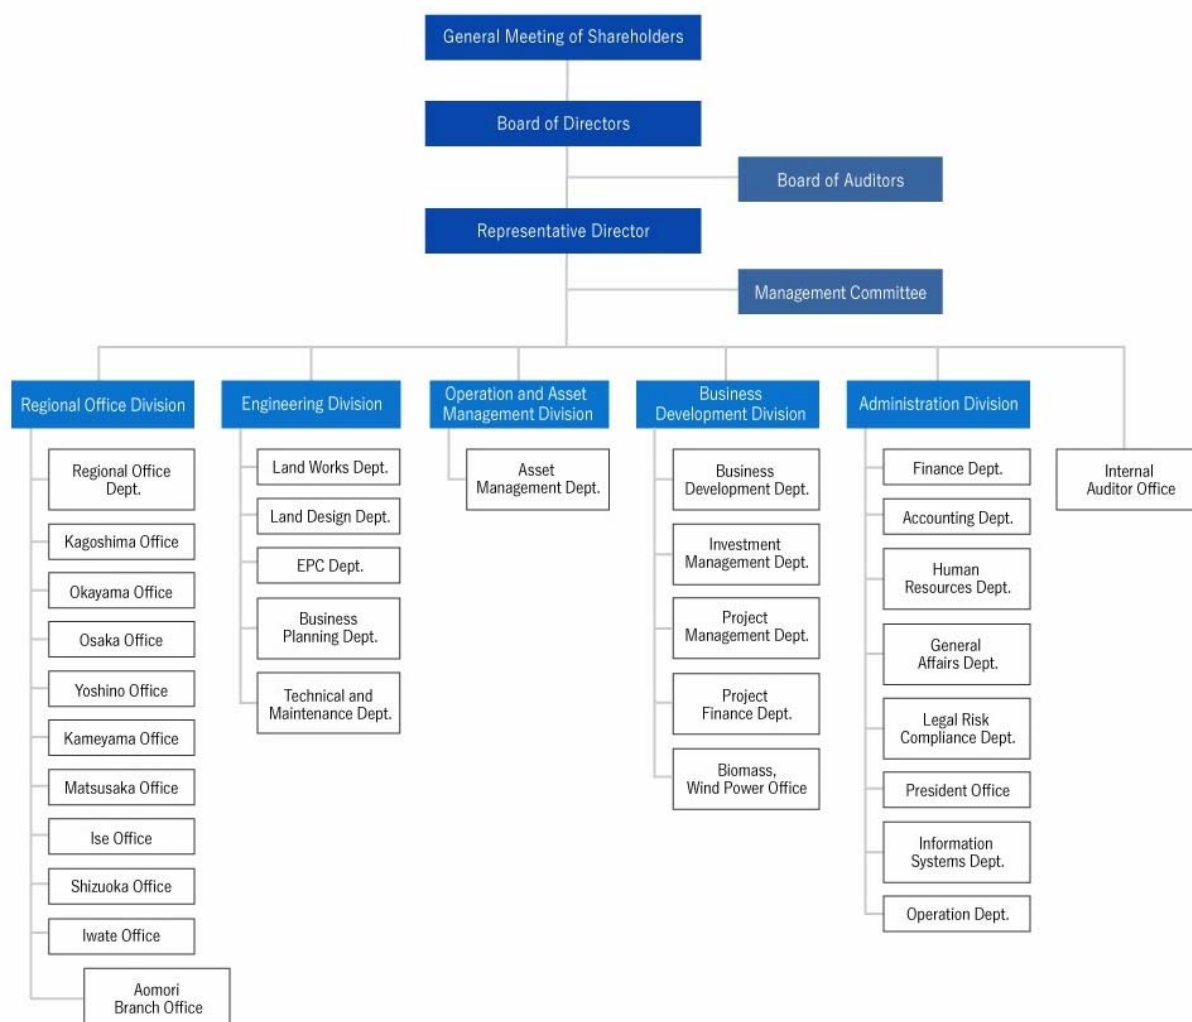 General Meeting of Shareholders
Board of Directors
Board of Auditors
Representative Director
Management Committee
Regional Office Division
Regional Office
Dept.
Kagoshima Office
Okayama Office
Osaka Office
Yoshino Office
Kameyama Office
Matsusaka Office
Ise Office
Shizuoka Office
Iwate Office
Aomori
Branch Office
Engineering Division
Land Works Dept.
Land Design Dept.
EPC Dept.
Business
Planning Dept.
Technical and
Maintenance Dept.
Operation and Asset
Management Division
Asset
Management Dept.
Business
Development Division
Business
Development Dept.
Investment
Management Dept.
Project
Management Dept.
Project
Finance Dept.
Biomass,
Wind Power Office
Administration Division
Finance Dept.
Accounting Dept.
Human
Resources Dept.
General
Affairs Dept.
Legal Risk
Compliance Dept.
President Office
Information
Systems Dept.
Operation Dept.
Internal
Auditor Office